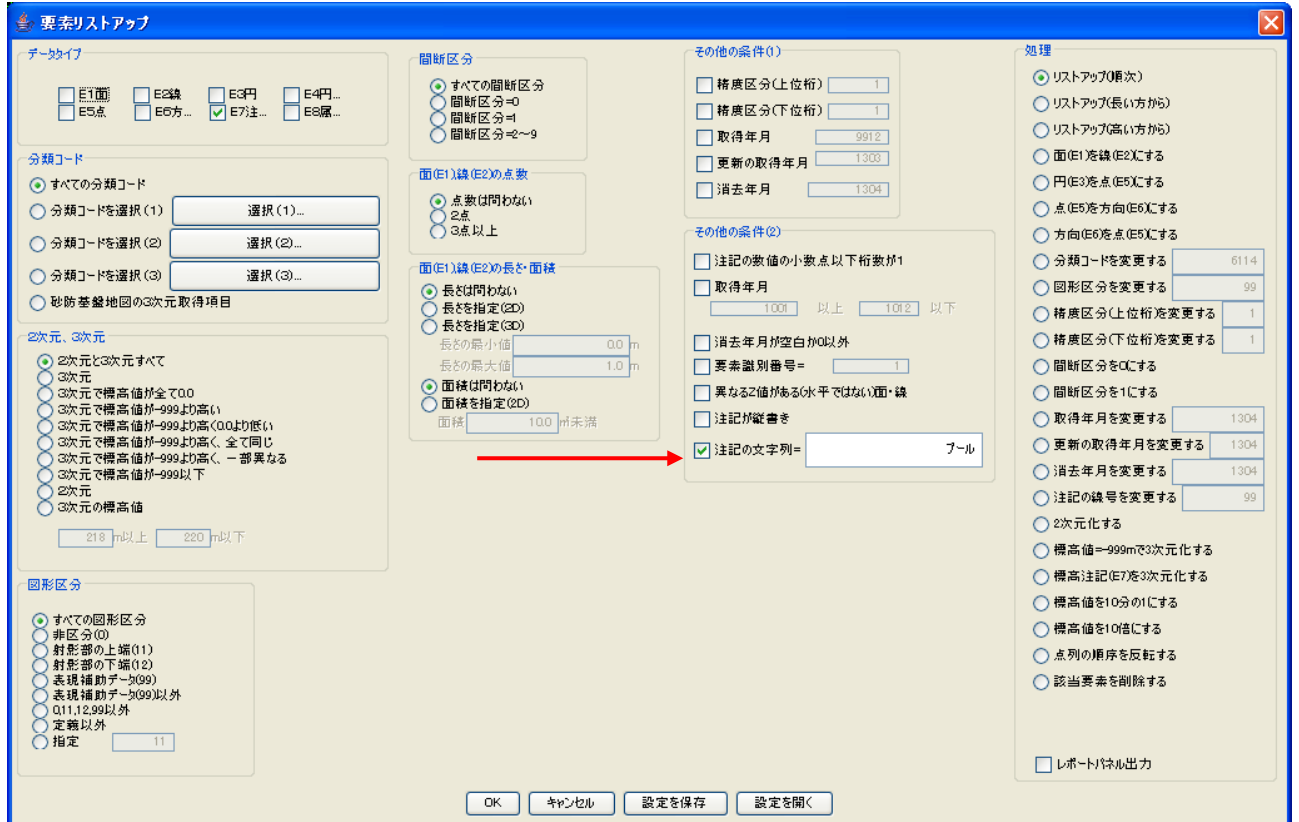 要素リストアップ
データタイプ
E1面 E2線 E3円 E4円...
E5点 E6方... E7注... E8属...
分類コード
すべての分類コード
分類コードを選択(1) 選択(1)...
分類コードを選択(2) 選択(2)...
分類コードを選択(3) 選択(3)...
砂防基盤地図の3次元取得項目
2次元、3次元
2次元と3次元すべて
3次元
3次元で標高値が全て0.0
3次元で標高値が-999より高い
3次元で標高値が-999より高く0.0より低い
3次元で標高値が-999より高く、全て同じ
3次元で標高値が-999より高く、一部異なる
3次元で標高値が-999以下
2次元
3次元の標高値
218 m以上 220 m以下
図形区分
すべての図形区分
非区分(0)
射影部の上端(11)
射影部の下端(12)
表現補助データ(99)
表現補助データ(99)以外
0,11,12,99以外
定義以外
指定 11
間断区分
すべての間断区分
間断区分=0
間断区分=1
間断区分=2～9
面(E1)、線(E2)の点数
点数は問わない
2点
3点以上
面(E1)、線(E2)の長さ・面積
長さは問わない
長さを指定(2D)
長さを指定(3D)
長さの最小値 0.0 m
長さの最大値 1.0 m
面積は問わない
面積を指定(2D)
面積 10.0 ㎡未満
その他の条件(1)
精度区分(上位桁) 1
精度区分(下位桁) 1
取得年月 9912
更新の取得年月 1303
消去年月 1304
その他の条件(2)
注記の数値の小数点以下桁数が1
取得年月
1001 以上 1012 以下
消去年月が空白か0以外
要素識別番号= 1
異なるZ値がある(水平ではない)面・線
注記が縦書き
注記の文字列= プール
処理
リストアップ(順次)
リストアップ(長い方から)
リストアップ(高い方から)
面(E1)を線(E2)にする
円(E3)を点(E5)にする
点(E5)を方向(E6)にする
方向(E6)を点(E5)にする
分類コードを変更する 6114
図形区分を変更する 99
精度区分(上位桁)を変更する 1
精度区分(下位桁)を変更する 1
間断区分を0にする
間断区分を1にする
取得年月を変更する 1304
更新の取得年月を変更する 1304
消去年月を変更する 1304
注記の線号を変更する 99
2次元化する
標高値=-999mで3次元化する
標高注記(E7)を3次元化する
標高値を10分の1にする
標高値を10倍にする
点列の順序を反転する
該当要素を削除する
レポートパネル出力
OK キャンセル 設定を保存 設定を開く